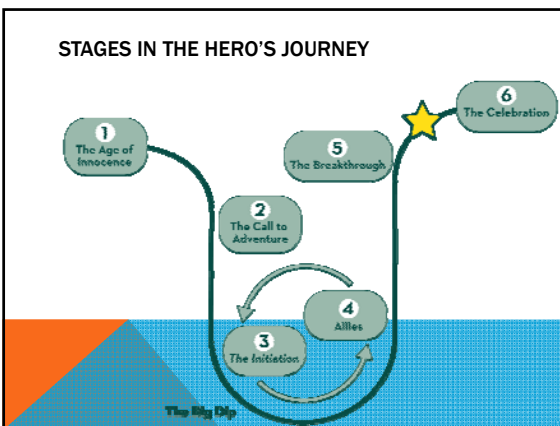 STAGES IN THE HERO'S JOURNEY
1
The Age of
Innocence
2
The Call to
Adventure
3
The Initiation
4
Allies
5
The Breakthrough
6
The Celebration
The Big Dip